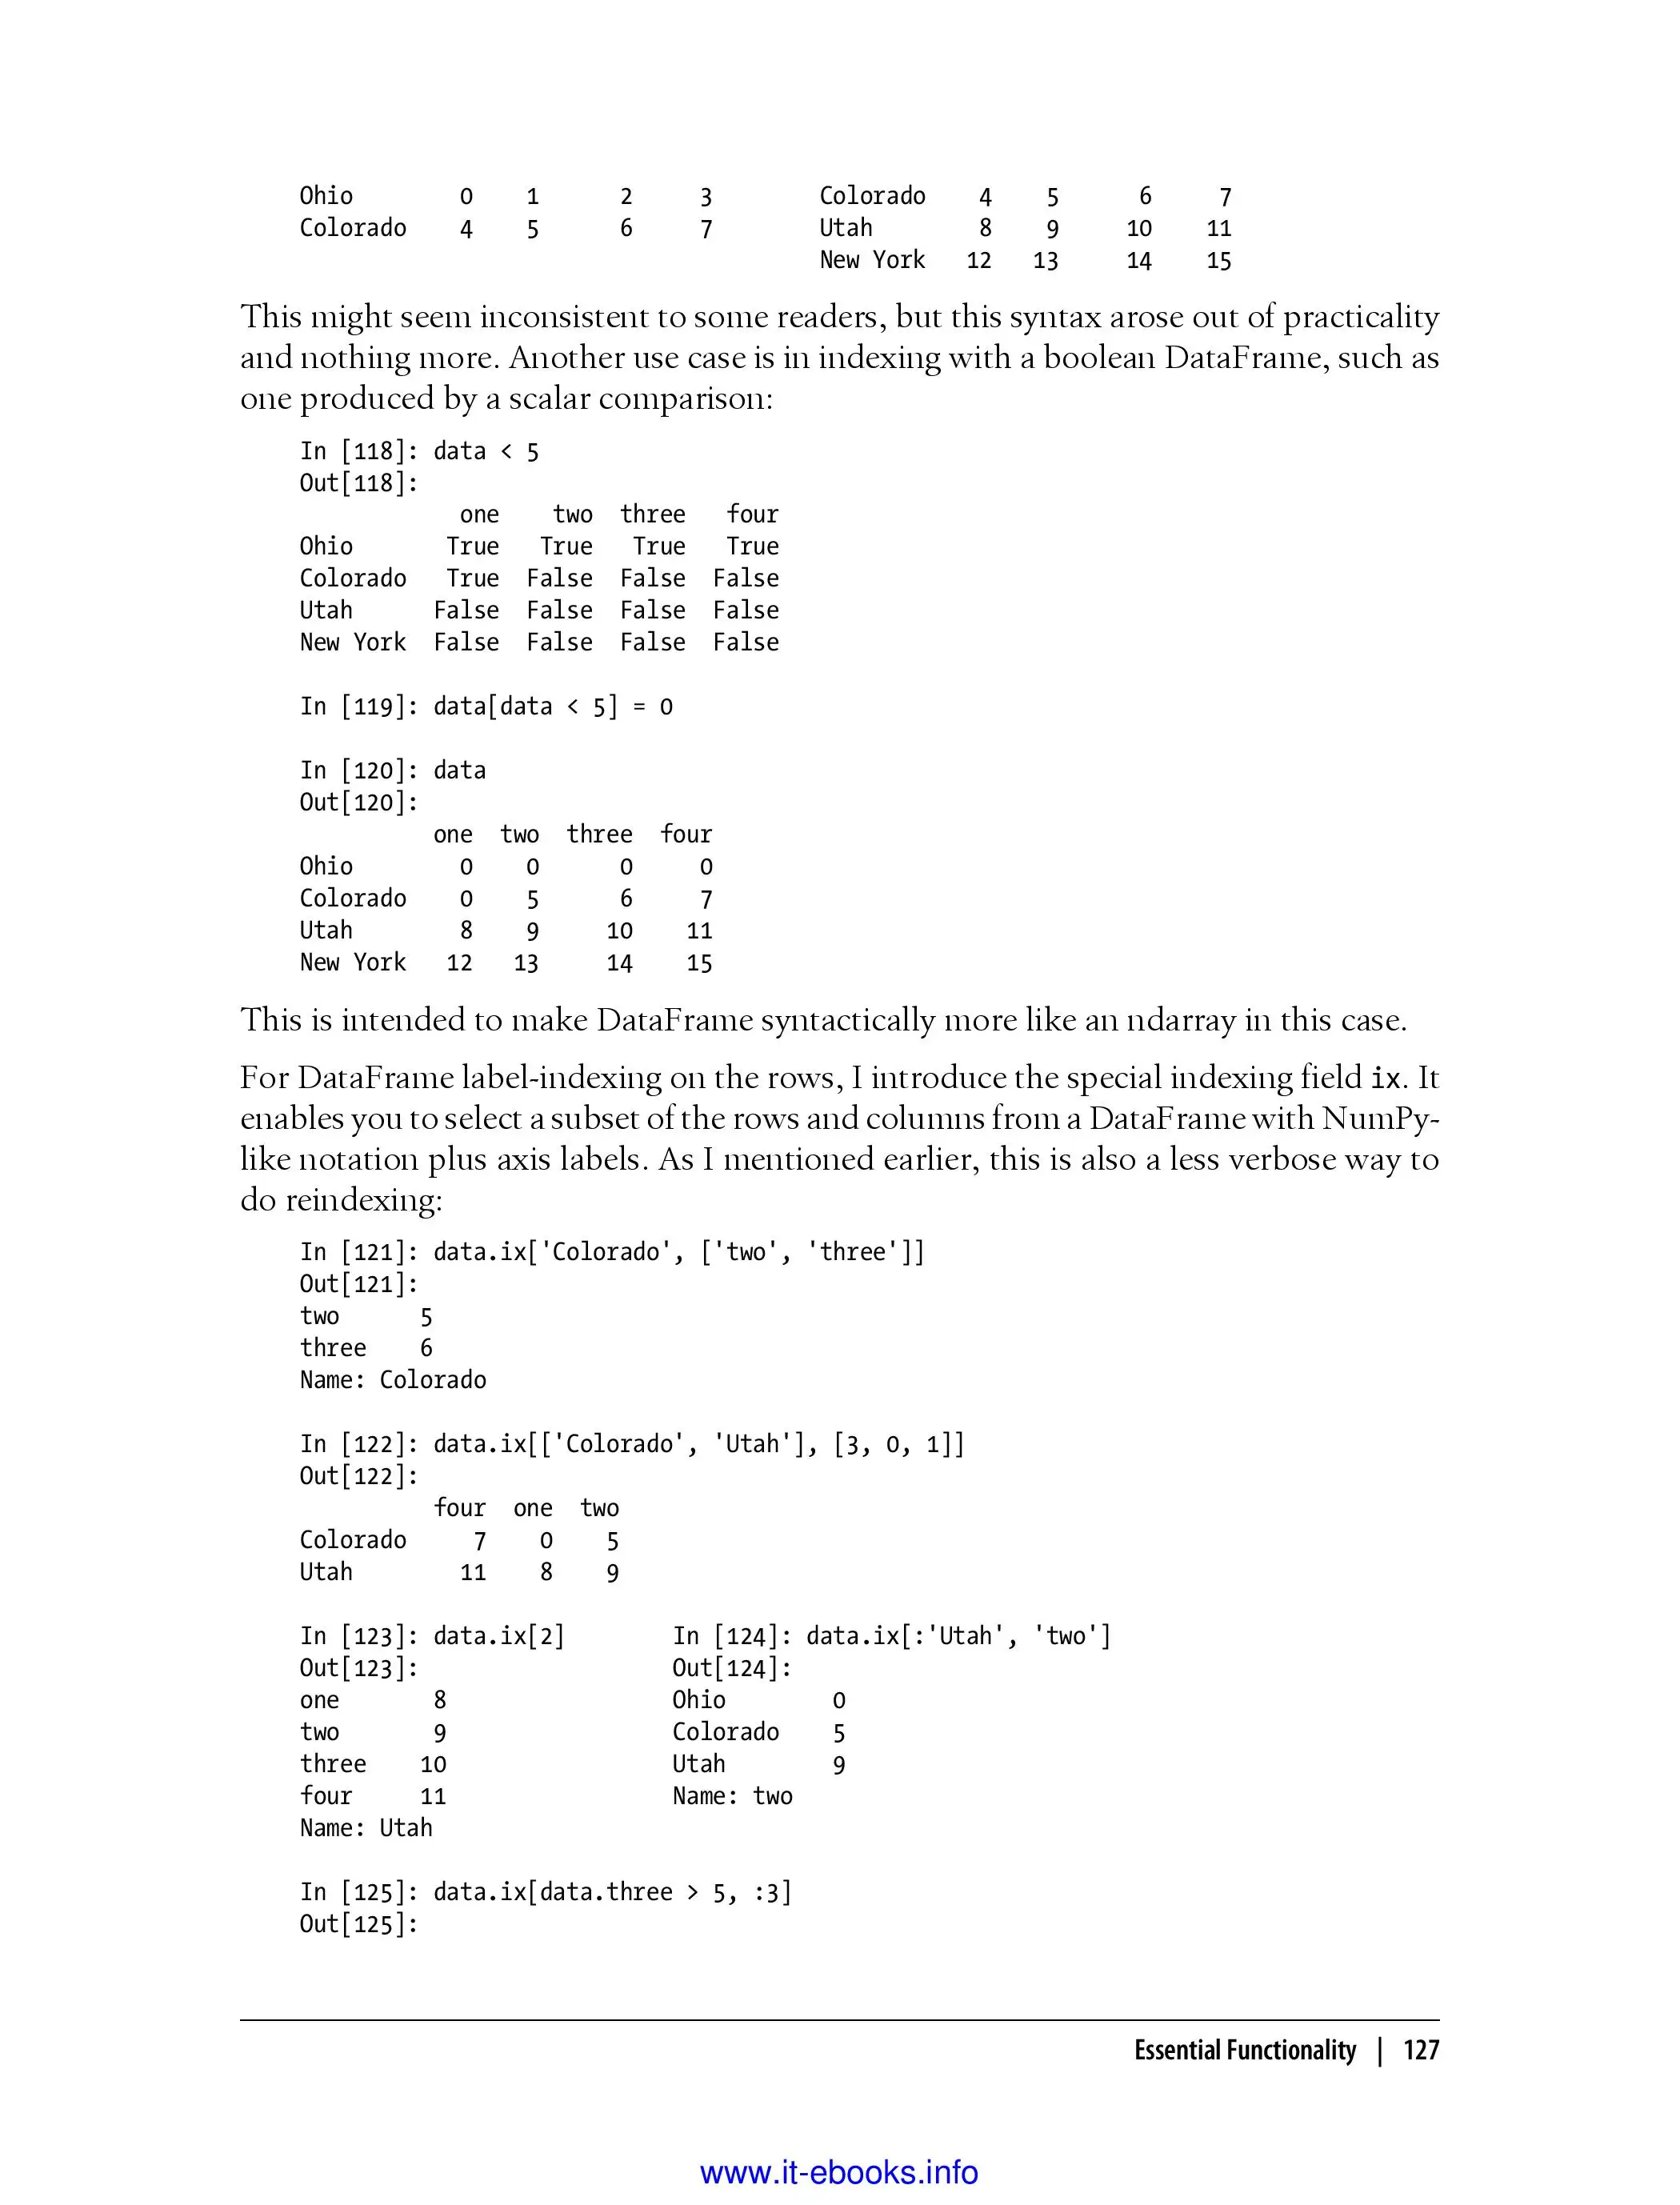 Ohio        0    1      2     3        Colorado    4    5      6     7
Colorado    4    5      6     7        Utah        8    9     10    11
                                       New York   12   13     14    15
This might seem inconsistent to some readers, but this syntax arose out of practicality
and nothing more. Another use case is in indexing with a boolean DataFrame, such as
one produced by a scalar comparison:
In [118]: data < 5
Out[118]:
            one    two  three   four
Ohio       True   True   True   True
Colorado   True  False  False  False
Utah      False  False  False  False
New York  False  False  False  False
In [119]: data[data < 5] = 0
In [120]: data
Out[120]:
          one  two  three  four
Ohio        0    0      0     0
Colorado    0    5      6     7
Utah        8    9     10    11
New York   12   13     14    15
This is intended to make DataFrame syntactically more like an ndarray in this case.
For DataFrame label-indexing on the rows, I introduce the special indexing field ix. It
enables you to select a subset of the rows and columns from a DataFrame with NumPy-
like notation plus axis labels. As I mentioned earlier, this is also a less verbose way to
do reindexing:
In [121]: data.ix['Colorado', ['two', 'three']]
Out[121]:
two      5
three    6
Name: Colorado
In [122]: data.ix[['Colorado', 'Utah'], [3, 0, 1]]
Out[122]:
          four  one  two
Colorado     7    0    5
Utah        11    8    9
In [123]: data.ix[2]        In [124]: data.ix[:'Utah', 'two']
Out[123]:                   Out[124]:
one       8                 Ohio        0
two       9                 Colorado    5
three    10                 Utah        9
four     11                 Name: two
Name: Utah
In [125]: data.ix[data.three > 5, :3]
Out[125]:
Essential Functionality | 127
www.it-ebooks.info